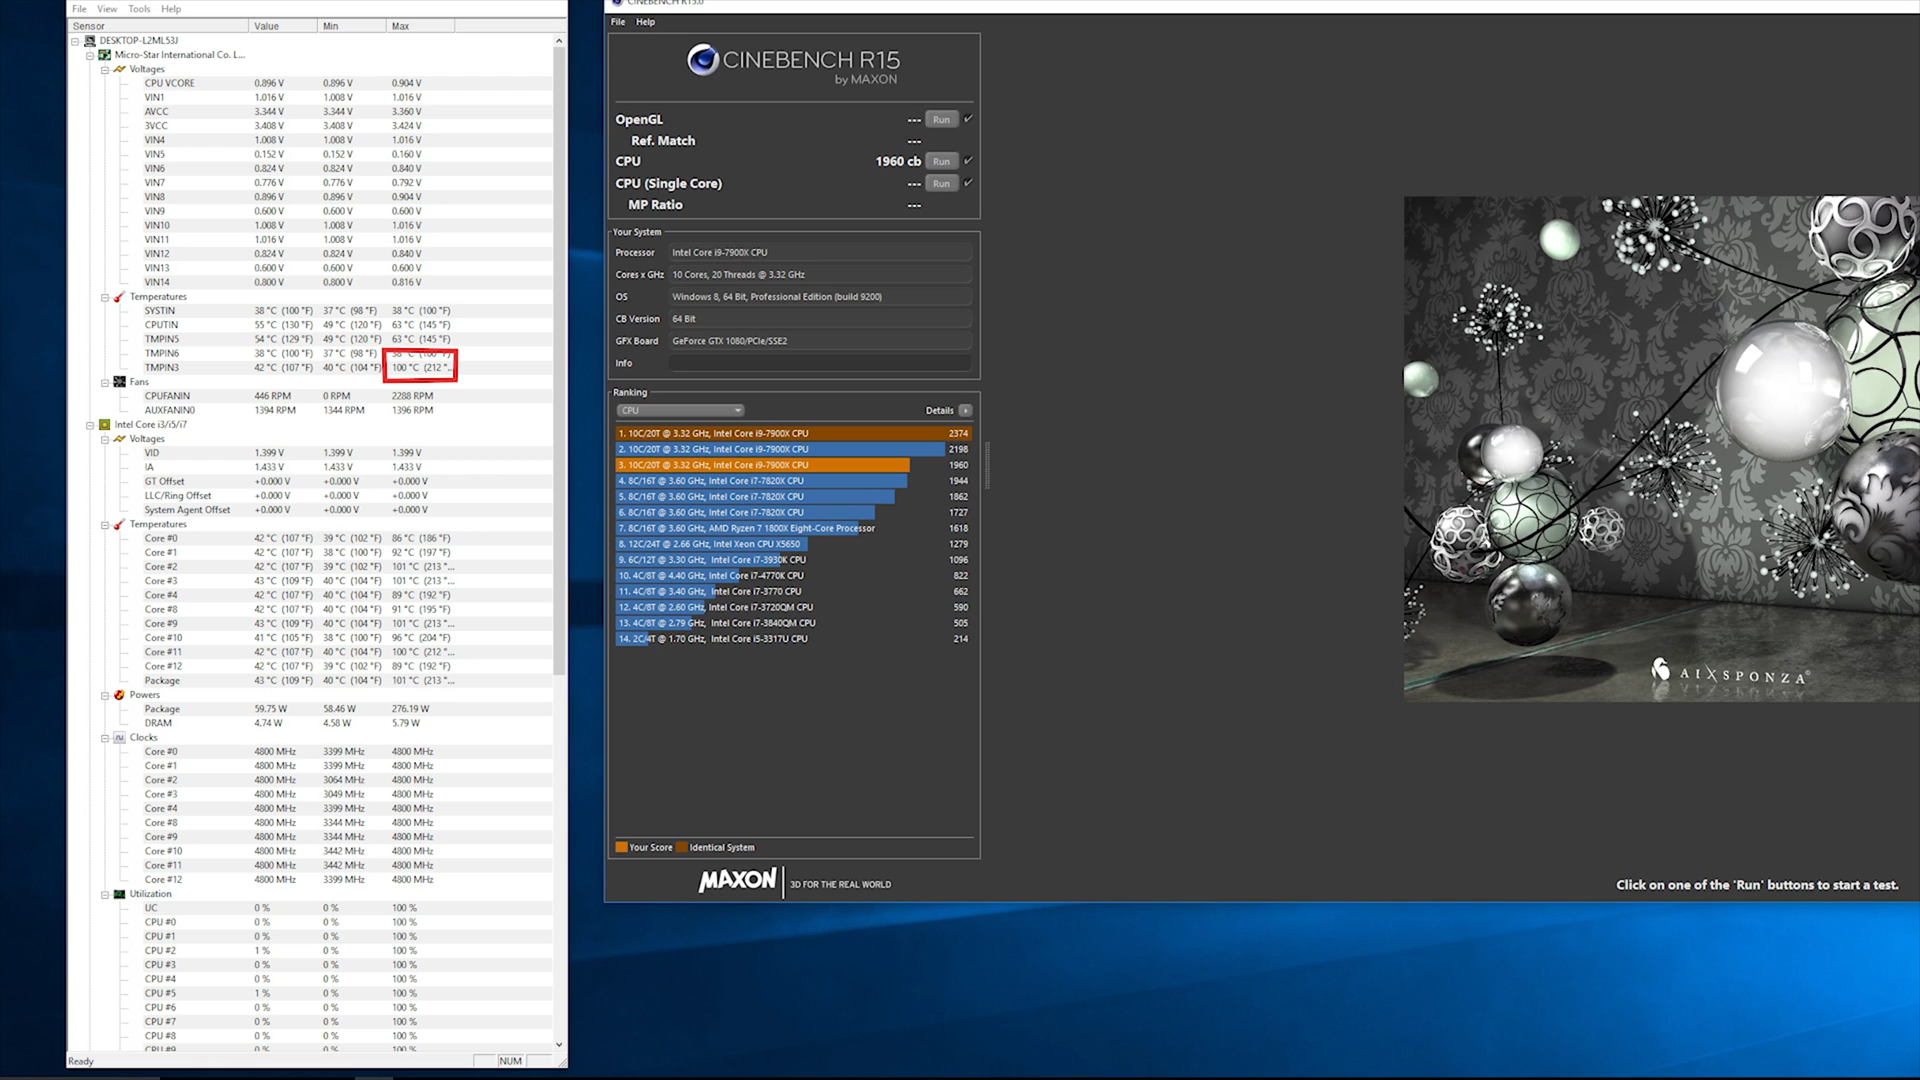 File View Tools Help
Sensor Value Min Max
DESKTOP-L2ML53J
Micro-Star International Co. L...
Voltages
CPU VCORE 0.896 V 0.896 V 0.904 V
VIN1 1.016 V 1.008 V 1.016 V
AVCC 3.344 V 3.344 V 3.360 V
3VCC 3.408 V 3.408 V 3.424 V
VIN4 1.008 V 1.008 V 1.016 V
VIN5 0.152 V 0.152 V 0.160 V
VIN6 0.824 V 0.824 V 0.840 V
VIN7 0.776 V 0.776 V 0.792 V
VIN8 0.896 V 0.896 V 0.904 V
VIN9 0.600 V 0.600 V 0.600 V
VIN10 1.008 V 1.008 V 1.016 V
VIN11 1.016 V 1.008 V 1.016 V
VIN12 0.824 V 0.824 V 0.840 V
VIN13 0.600 V 0.600 V 0.600 V
VIN14 0.800 V 0.800 V 0.816 V
Temperatures
SYSTIN 38 °C (100 °F) 37 °C (98 °F) 38 °C (100 °F)
CPUTIN 55 °C (130 °F) 49 °C (120 °F) 63 °C (145 °F)
TMPIN5 54 °C (129 °F) 49 °C (120 °F) 63 °C (145 °F)
TMPIN6 38 °C (100 °F) 37 °C (98 °F) 38 °C (100 °F)
TMPIN3 42 °C (107 °F) 40 °C (104 °F) 100 °C (212 °...
Fans
CPUFANIN 446 RPM 0 RPM 2288 RPM
AUXFANIN0 1394 RPM 1344 RPM 1396 RPM
Intel Core i3/i5/i7
Voltages
VID 1.399 V 1.399 V 1.399 V
IA 1.433 V 1.433 V 1.433 V
GT Offset +0.000 V +0.000 V +0.000 V
LLC/Ring Offset +0.000 V +0.000 V +0.000 V
System Agent Offset +0.000 V +0.000 V +0.000 V
Temperatures
Core #0 42 °C (107 °F) 39 °C (102 °F) 86 °C (186 °F)
Core #1 42 °C (107 °F) 38 °C (100 °F) 92 °C (197 °F)
Core #2 42 °C (107 °F) 39 °C (102 °F) 101 °C (213 °...
Core #3 43 °C (109 °F) 40 °C (104 °F) 101 °C (213 °...
Core #4 42 °C (107 °F) 40 °C (104 °F) 89 °C (192 °F)
Core #8 42 °C (107 °F) 40 °C (104 °F) 91 °C (195 °F)
Core #9 43 °C (109 °F) 40 °C (104 °F) 101 °C (213 °...
Core #10 41 °C (105 °F) 38 °C (100 °F) 96 °C (204 °F)
Core #11 42 °C (107 °F) 40 °C (104 °F) 100 °C (212 °...
Core #12 42 °C (107 °F) 39 °C (102 °F) 89 °C (192 °F)
Package 43 °C (109 °F) 40 °C (104 °F) 101 °C (213 °...
Powers
Package 59.75 W 58.46 W 276.19 W
DRAM 4.74 W 4.58 W 5.79 W
Clocks
Core #0 4800 MHz 3399 MHz 4800 MHz
Core #1 4800 MHz 3399 MHz 4800 MHz
Core #2 4800 MHz 3064 MHz 4800 MHz
Core #3 4800 MHz 3049 MHz 4800 MHz
Core #4 4800 MHz 3399 MHz 4800 MHz
Core #8 4800 MHz 3344 MHz 4800 MHz
Core #9 4800 MHz 3344 MHz 4800 MHz
Core #10 4800 MHz 3442 MHz 4800 MHz
Core #11 4800 MHz 3442 MHz 4800 MHz
Core #12 4800 MHz 3399 MHz 4800 MHz
Utilization
UC 0 % 0 % 100 %
CPU #0 0 % 0 % 100 %
CPU #1 0 % 0 % 100 %
CPU #2 1 % 0 % 100 %
CPU #3 0 % 0 % 100 %
CPU #4 0 % 0 % 100 %
CPU #5 1 % 0 % 100 %
CPU #6 0 % 0 % 100 %
CPU #7 0 % 0 % 100 %
CPU #8 0 % 0 % 100 %
CPU #9 0 % 0 % 100 %
Ready NUM
CINEBENCH R15.0
File Help
CINEBENCH R15
by MAXON
OpenGL --- Run
Ref. Match ---
CPU 1960 cb Run
CPU (Single Core) --- Run
MP Ratio ---
Your System
Processor Intel Core i9-7900X CPU
Cores x GHz 10 Cores, 20 Threads @ 3.32 GHz
OS Windows 8, 64 Bit, Professional Edition (build 9200)
CB Version 64 Bit
GFX Board GeForce GTX 1080/PCIe/SSE2
Info
Ranking
CPU Details
1. 10C/20T @ 3.32 GHz, Intel Core i9-7900X CPU 2374
2. 10C/20T @ 3.32 GHz, Intel Core i9-7900X CPU 2198
3. 10C/20T @ 3.32 GHz, Intel Core i9-7900X CPU 1960
4. 8C/16T @ 3.60 GHz, Intel Core i7-7820X CPU 1944
5. 8C/16T @ 3.60 GHz, Intel Core i7-7820X CPU 1862
6. 8C/16T @ 3.60 GHz, Intel Core i7-7820X CPU 1727
7. 8C/16T @ 3.60 GHz, AMD Ryzen 7 1800X Eight-Core Processor 1618
8. 12C/24T @ 2.66 GHz, Intel Xeon CPU X5650 1279
9. 6C/12T @ 3.30 GHz, Intel Core i7-3930K CPU 1096
10. 4C/8T @ 4.40 GHz, Intel Core i7-4770K CPU 822
11. 4C/8T @ 3.40 GHz, Intel Core i7-3770 CPU 662
12. 4C/8T @ 2.60 GHz, Intel Core i7-3720QM CPU 590
13. 4C/8T @ 2.79 GHz, Intel Core i7-3840QM CPU 505
14. 2C/4T @ 1.70 GHz, Intel Core i5-3317U CPU 214
Your Score Identical System
MAXON 3D FOR THE REAL WORLD
AIXSPONZA®
Click on one of the 'Run' buttons to start a test.